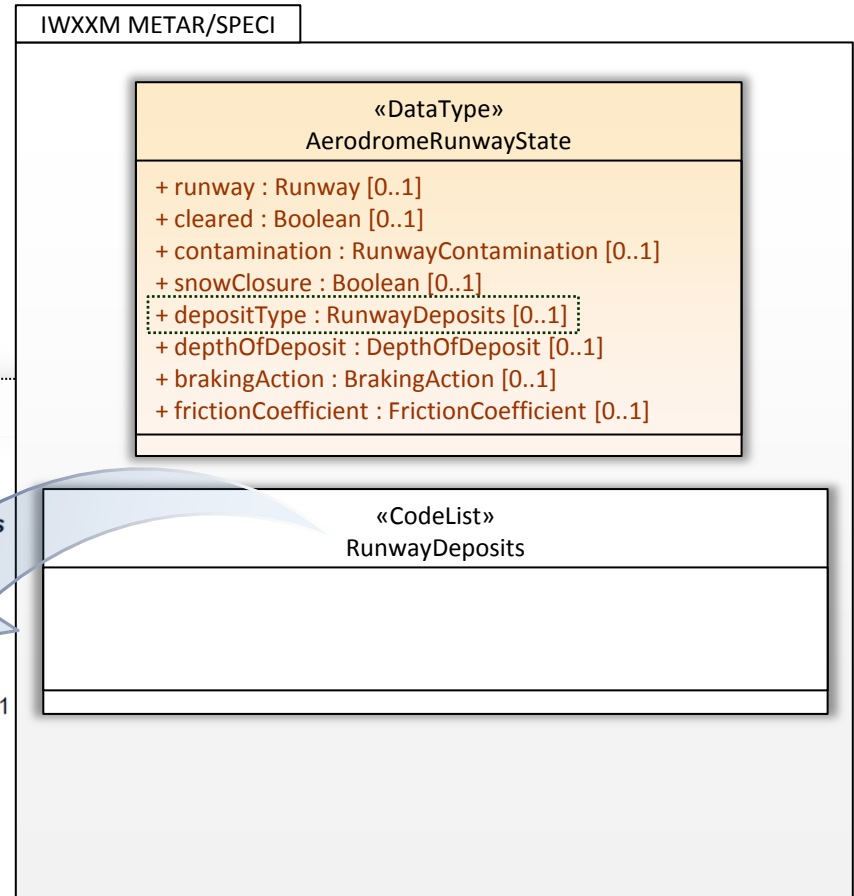 IWXXM METAR/SPECI
«DataType»
AerodromeRunwayState
+ runway : Runway [0..1]
+ cleared : Boolean [0..1]
+ contamination : RunwayContamination [0..1]
+ snowClosure : Boolean [0..1]
+ depositType : RunwayDeposits [0..1]
+ depthOfDeposit : DepthOfDeposit [0..1]
+ brakingAction : BrakingAction [0..1]
+ frictionCoefficient : FrictionCoefficient [0..1]
s
«CodeList»
RunwayDeposits
1